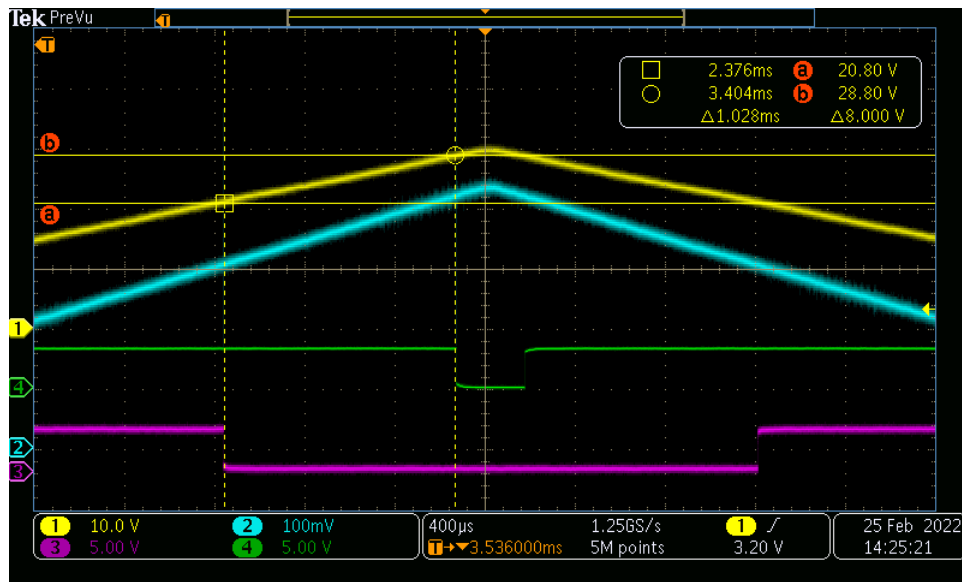 Tek PreVu
T
T
2.376ms a 20.80 V
3.404ms b 28.80 V
△1.028ms △8.000 V
b
a
1
4
2
3
1 10.0 V 2 100mV 400µs 1.25GS/s 1 3.20 V 25 Feb 2022
3 5.00 V 4 5.00 V T→▼3.536000ms 5M points 14:25:21